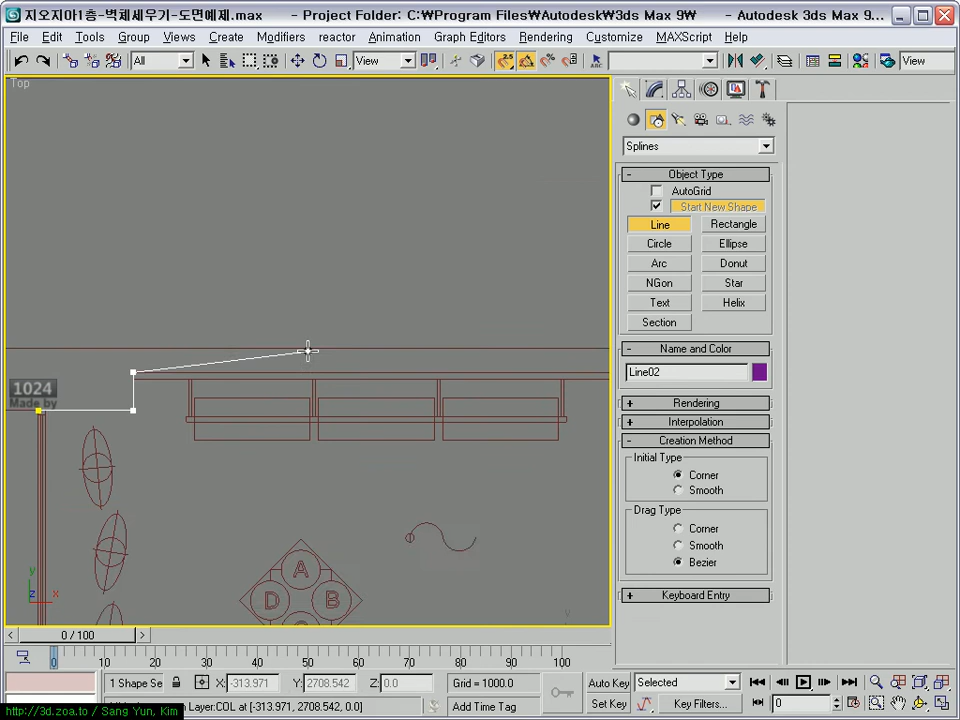 지오지아1층-벽체세우기-도면예제.max - Project Folder: C:₩Program Files₩Autodesk₩3ds Max 9₩ - Autodesk 3ds Max 9...
File Edit Tools Group Views Create Modifiers reactor Animation Graph Editors Rendering Customize MAXScript Help
All View 2.5 View
Top
Splines
- Object Type
AutoGrid
Start New Shape
Line Rectangle
Circle Ellipse
Arc Donut
NGon Star
Text Helix
Section
- Name and Color
Line02
+ Rendering
+ Interpolation
- Creation Method
Initial Type
Corner
Smooth
Drag Type
Corner
Smooth
Bezier
+ Keyboard Entry
1024
Made by
A
D B
y
z x
y
< 0 / 100 >
0 10 20 30 40 50 60 70 80 90 100
1 Shape Se X: -313.971 Y: 2708.542 Z: 0.0 Grid = 1000.0 Auto Key Selected
Layer:COL at [-313.971, 2708.542, 0.0] Add Time Tag Set Key Key Filters... 0
http://3d.zoa.to / Sang Yun, Kim